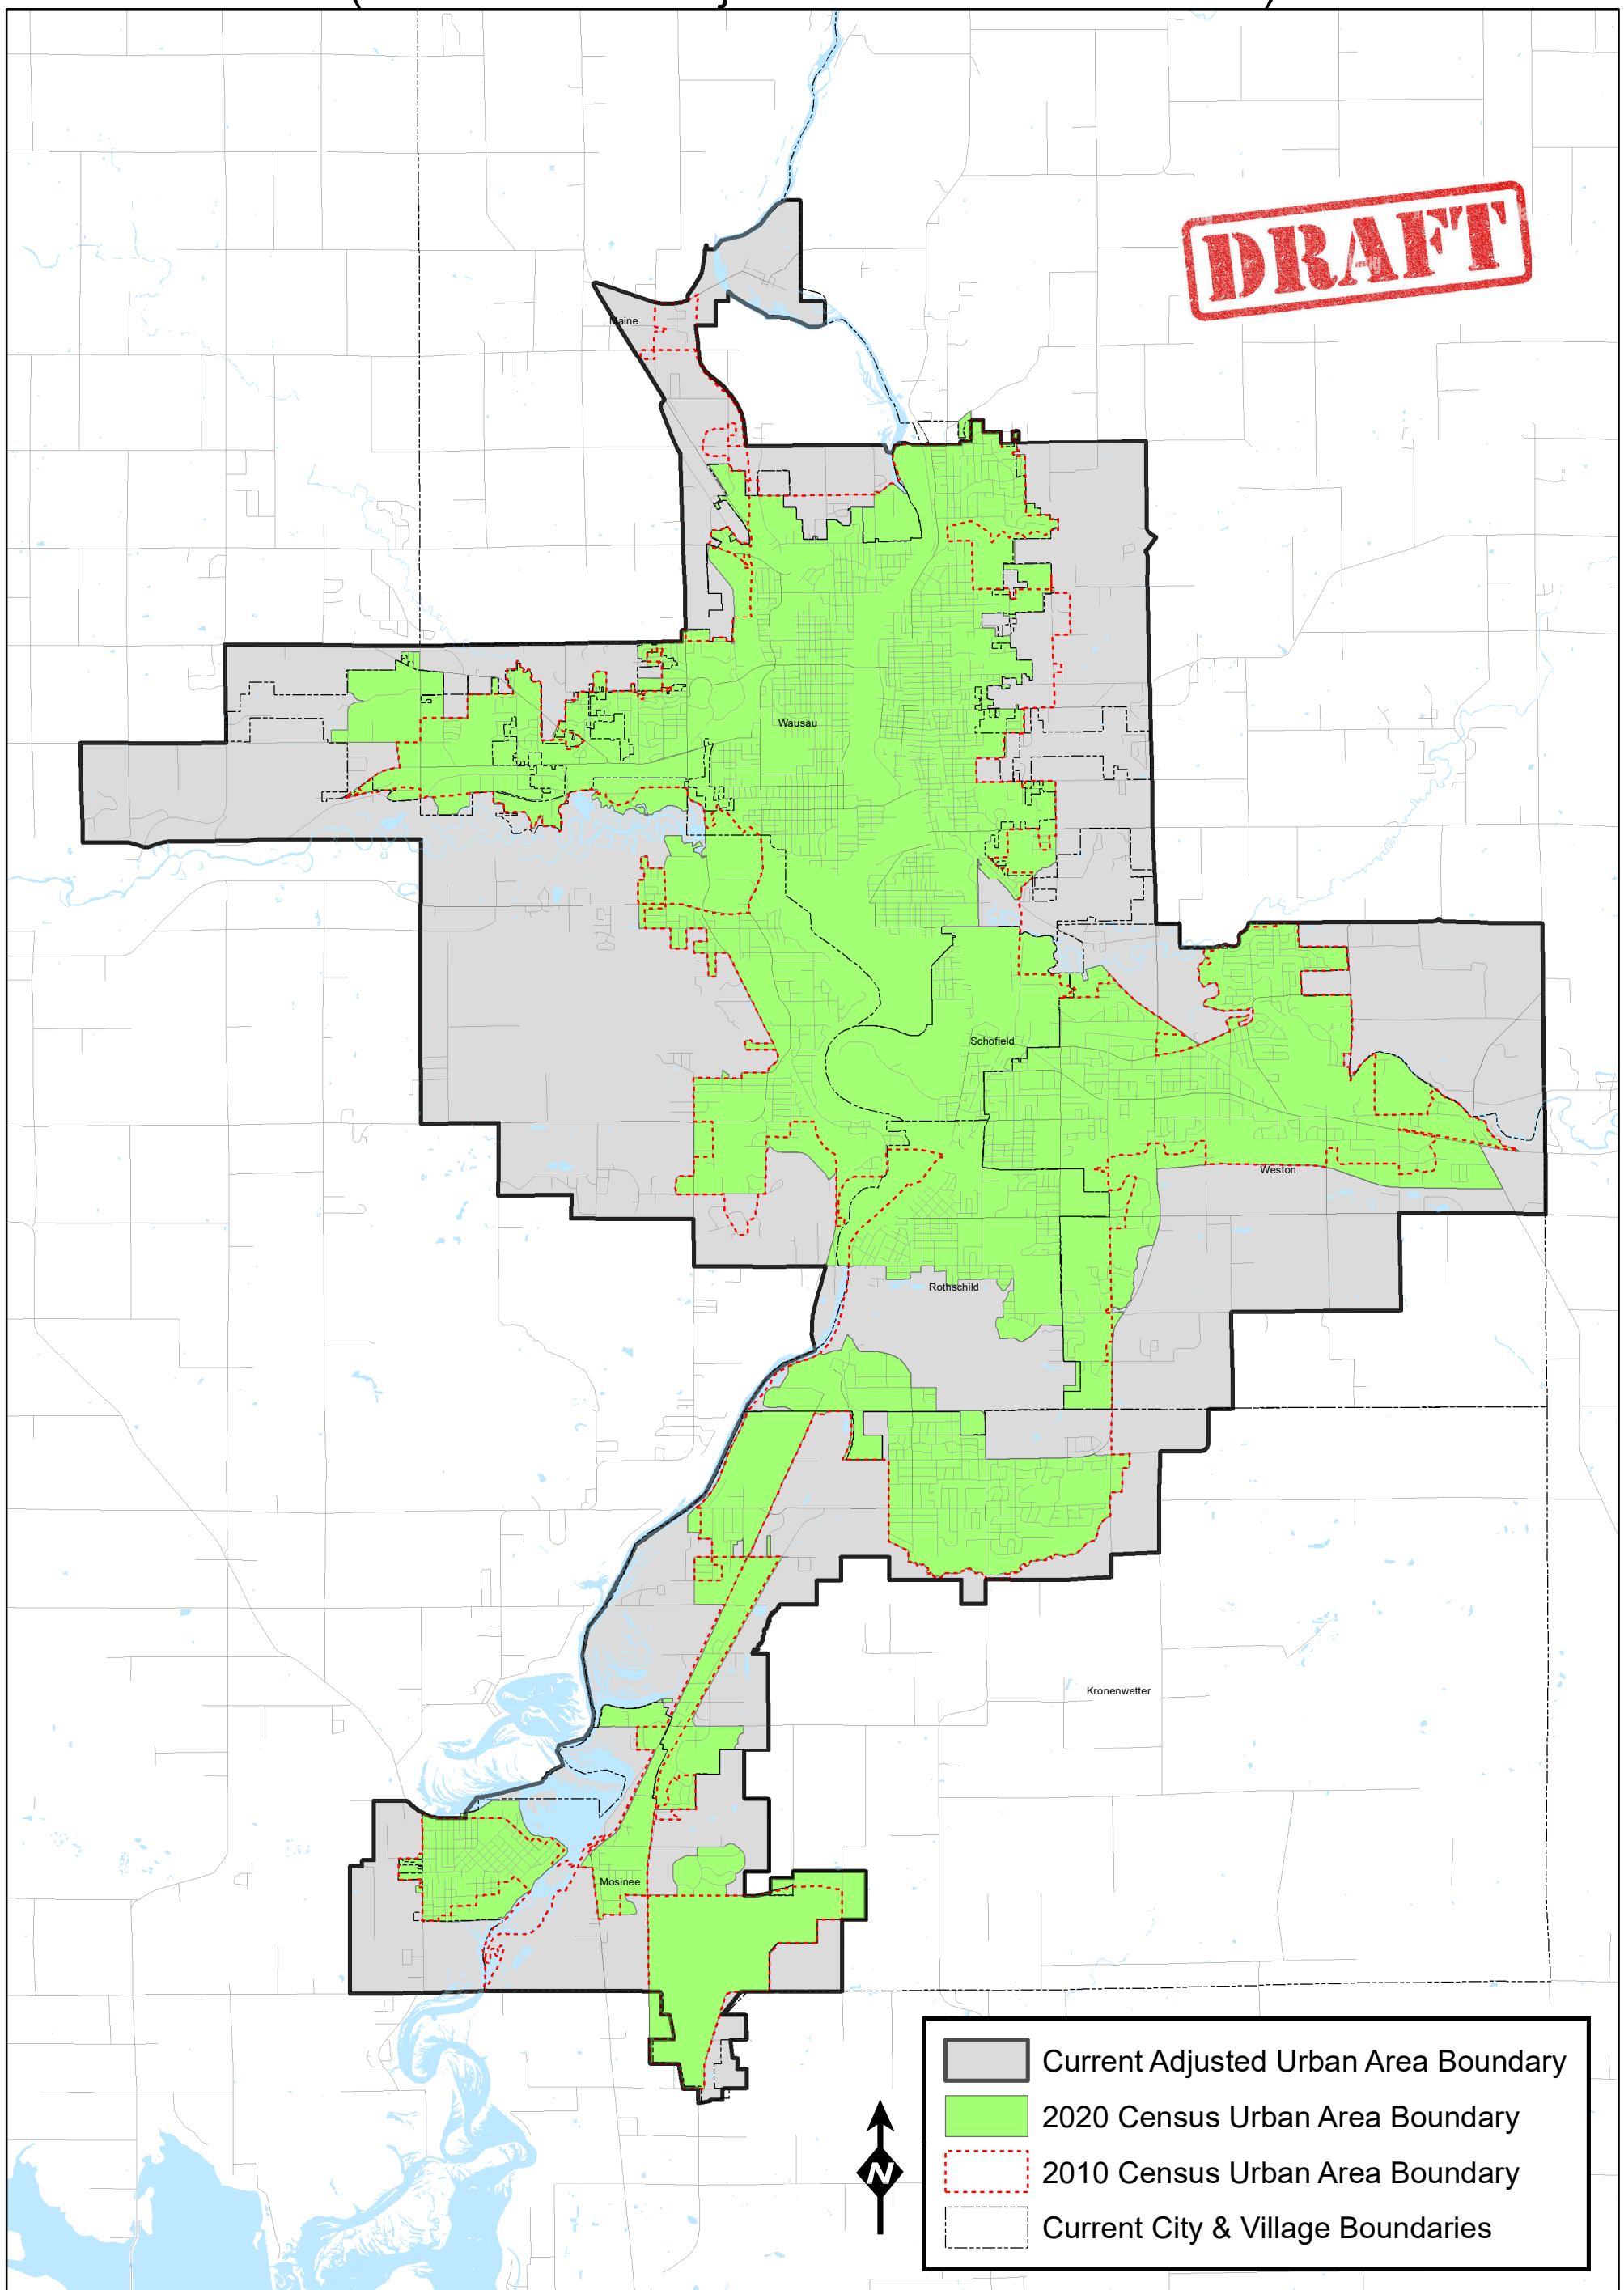 DRAFT
Maine
Wausau
Schofield
Weston
Rothschild
Kronenwetter
Mosinee
Current Adjusted Urban Area Boundary
2020 Census Urban Area Boundary
2010 Census Urban Area Boundary
Current City & Village Boundaries
N